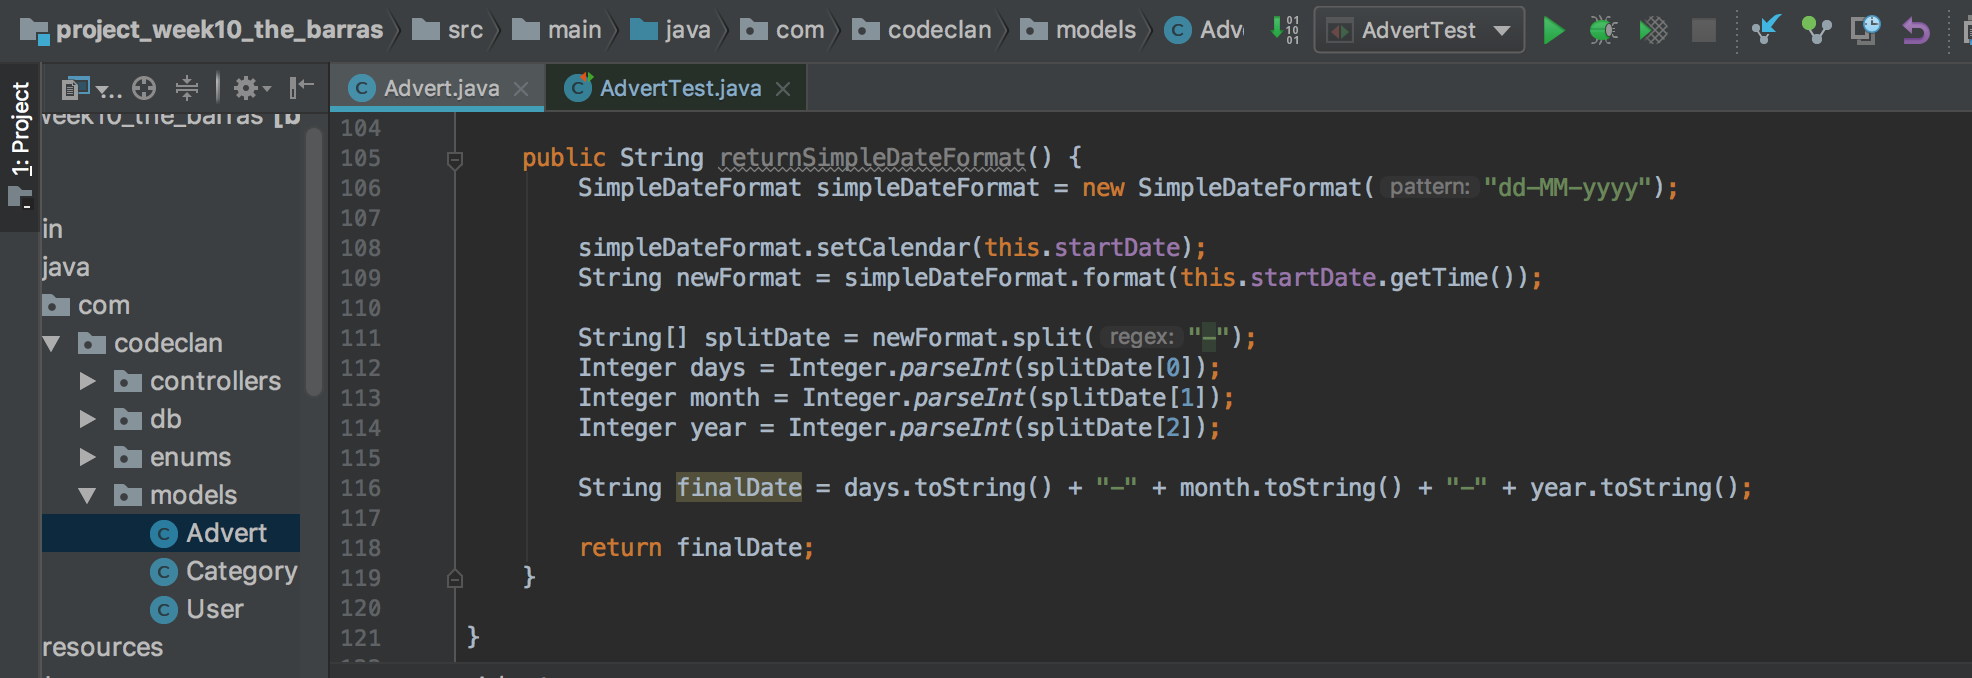 project_week10_the_barras src main java com codeclan models Adv AdvertTest
1: Project
Advert.java AdvertTest.java
week10_the_barras [b
in
java
com
codeclan
controllers
db
enums
models
Advert
Category
User
resources
104
105 public String returnSimpleDateFormat() {
106 SimpleDateFormat simpleDateFormat = new SimpleDateFormat( pattern: "dd-MM-yyyy");
107
108 simpleDateFormat.setCalendar(this.startDate);
109 String newFormat = simpleDateFormat.format(this.startDate.getTime());
110
111 String[] splitDate = newFormat.split( regex: "-");
112 Integer days = Integer.parseInt(splitDate[0]);
113 Integer month = Integer.parseInt(splitDate[1]);
114 Integer year = Integer.parseInt(splitDate[2]);
115
116 String finalDate = days.toString() + "-" + month.toString() + "-" + year.toString();
117
118 return finalDate;
119 }
120
121 }